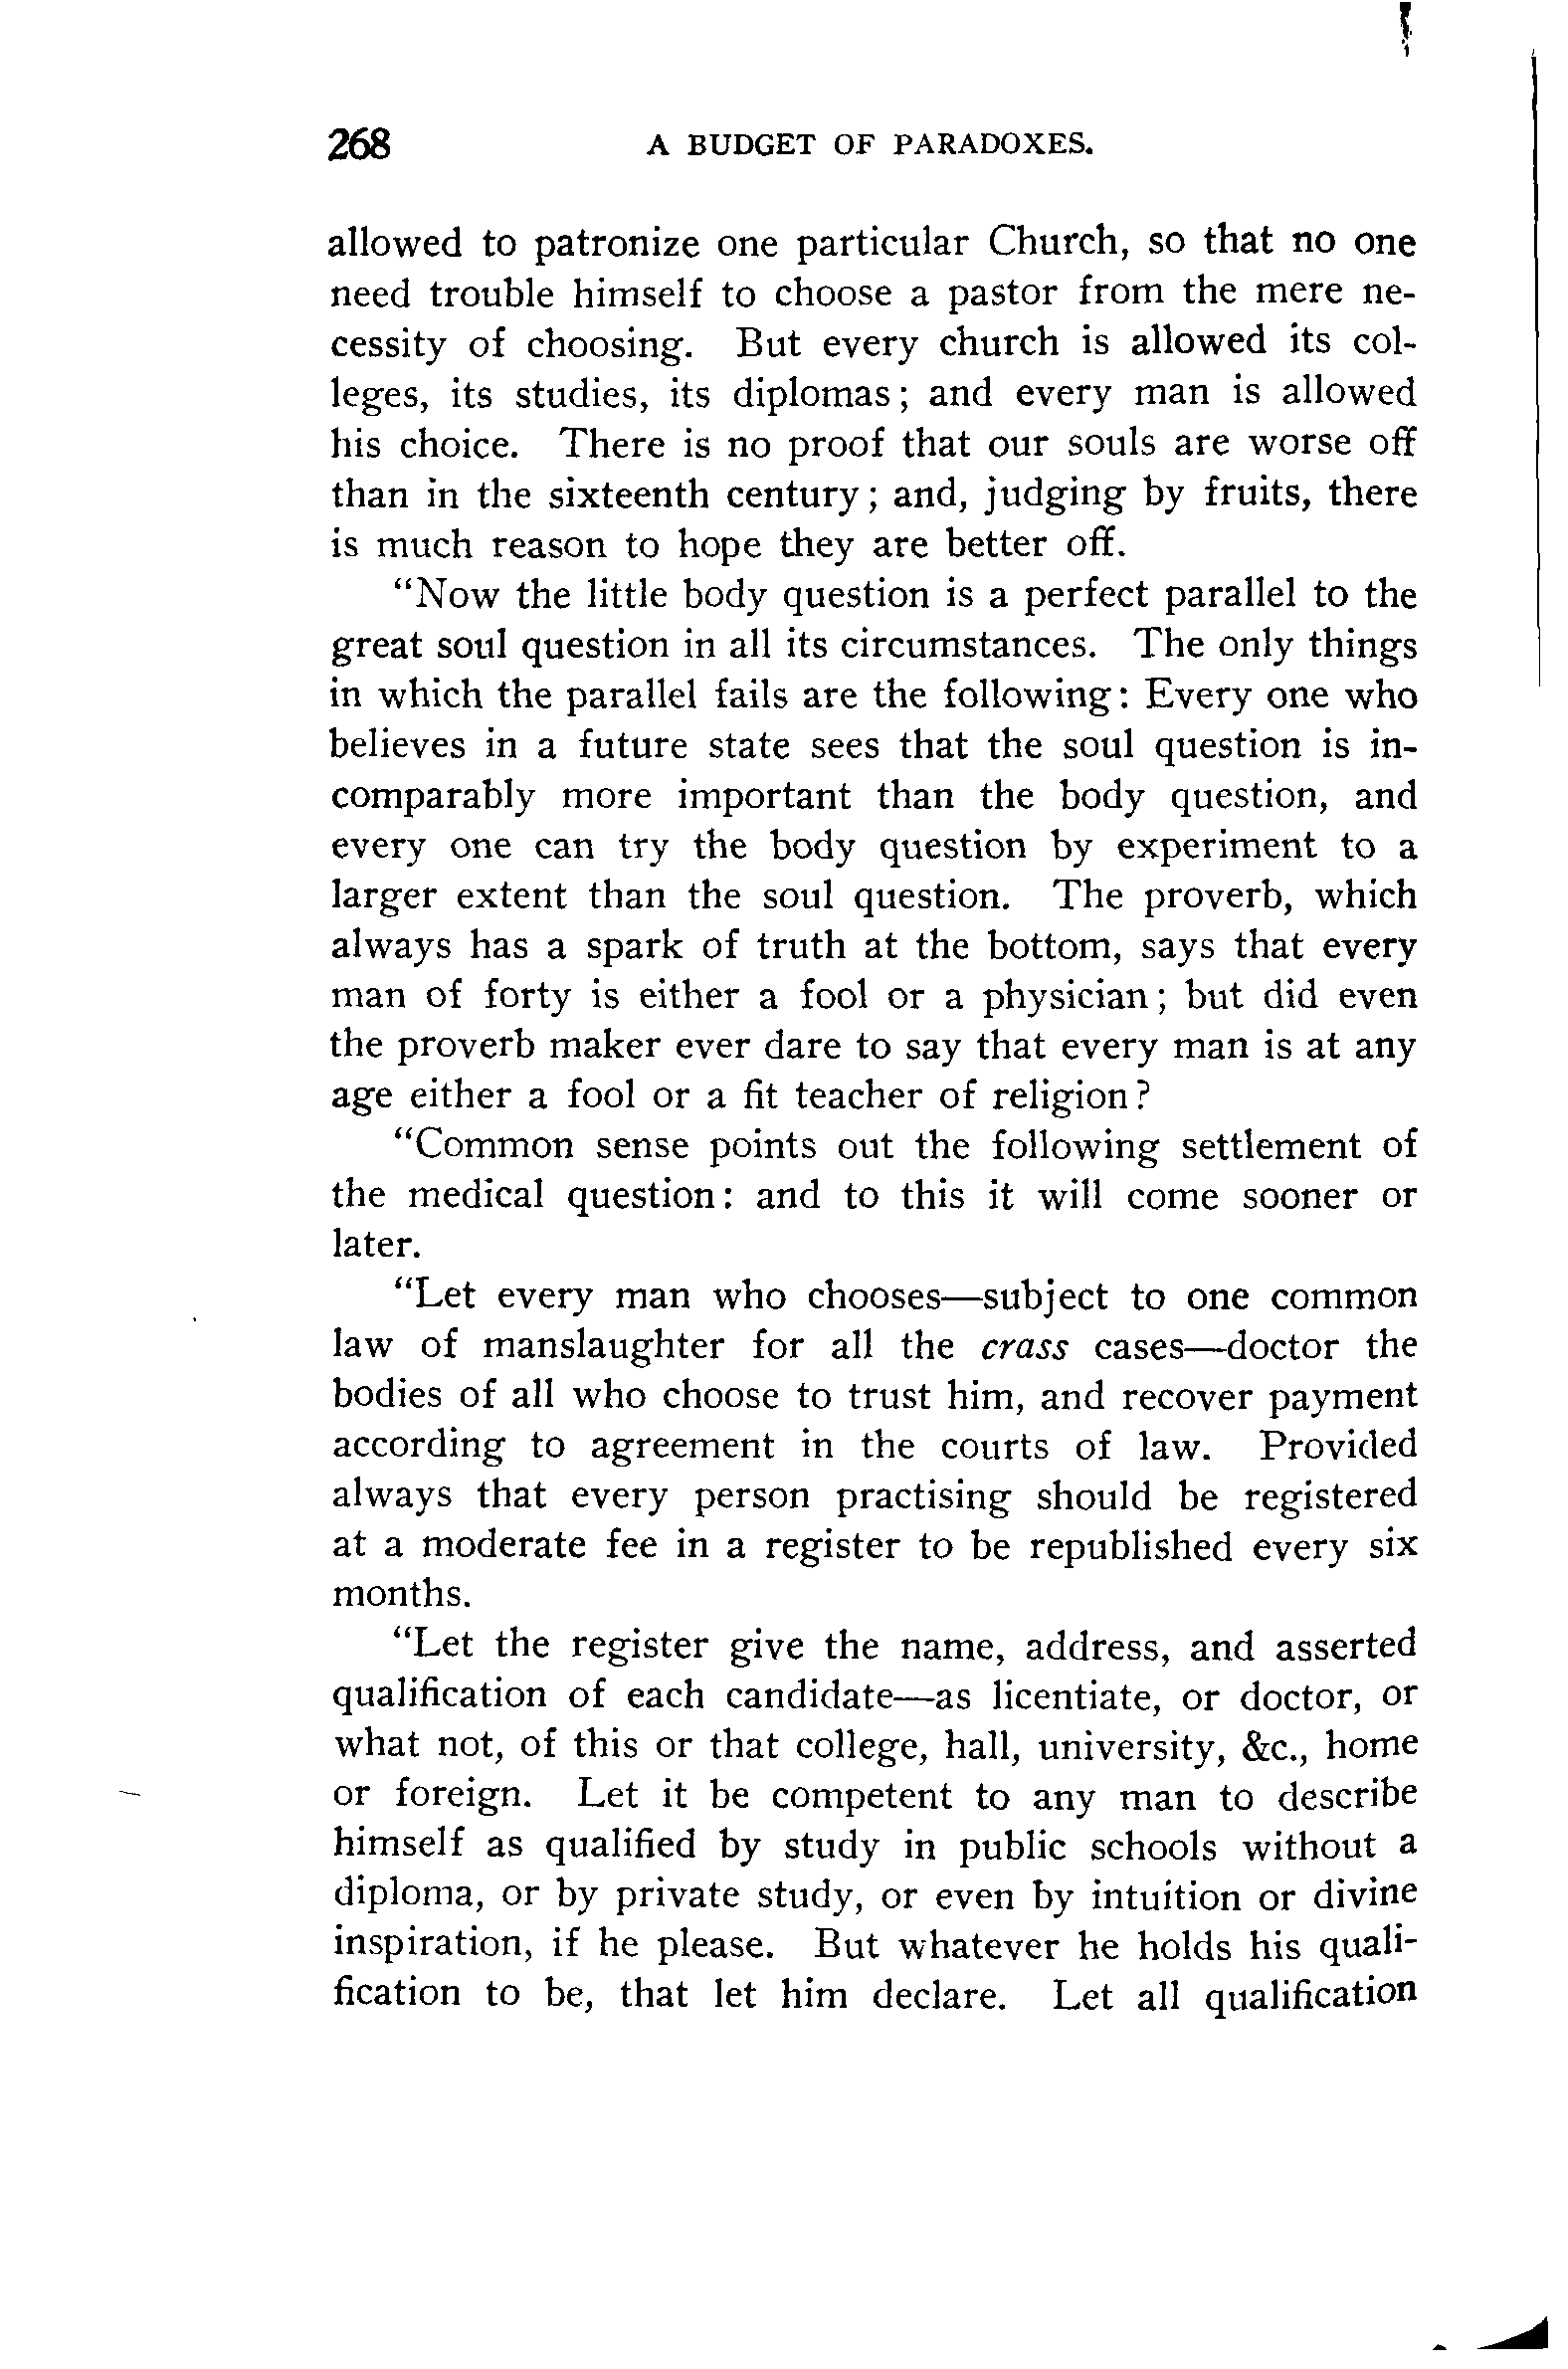 268 A BUDGET OF PARADOXES.
allowed to patronize one particular Church, so that no one
need trouble himself to choose a pastor from the mere ne-
cessity of choosing. But every church is allowed its col-
leges, its studies, its diplomas; and every man is allowed
his choice. There is no proof that our souls are worse off
than in the sixteenth century; and, judging by fruits, there
is much reason to hope they are better off.
“Now the little body question is a perfect parallel to the
great soul question in all its circumstances. The only things
in which the parallel fails are the following: Every one who
believes in a future state sees that the soul question is in-
comparably more important than the body question, and
every one can try the body question by experiment to a
larger extent than the soul question. The proverb, which
always has a spark of truth at the bottom, says that every
man of forty is either a fool or a physician; but did even
the proverb maker ever dare to say that every man is at any
age either a fool or a fit teacher of religion?
“Common sense points out the following settlement of
the medical question: and to this it will come sooner or
later.
“Let every man who chooses—subject to one common
law of manslaughter for all the crass cases—doctor the
bodies of all who choose to trust him, and recover payment
according to agreement in the courts of law. Provided
always that every person practising should be registered
at a moderate fee in a register to be republished every six
months.
“Let the register give the name, address, and asserted
qualification of each candidate—as licentiate, or doctor, or
what not, of this or that college, hall, university, &c., home
or foreign. Let it be competent to any man to describe
himself as qualified by study in public schools without a
diploma, or by private study, or even by intuition or divine
inspiration, if he please. But whatever he holds his quali-
fication to be, that let him declare. Let all qualification